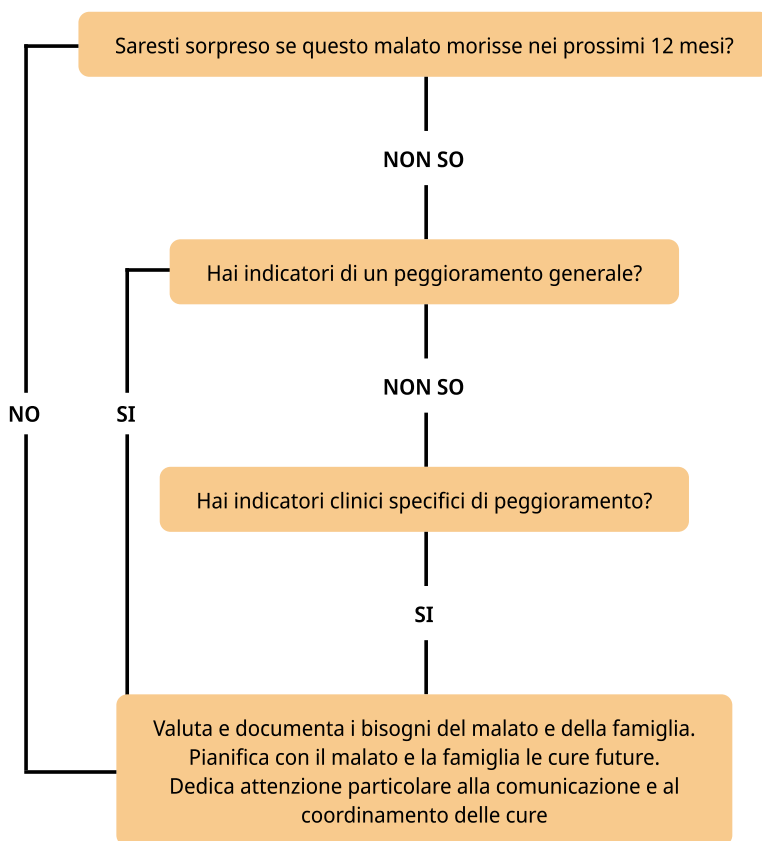 Saresti sorpreso se questo malato morisse nei prossimi 12 mesi?
NON SO
Hai indicatori di un peggioramento generale?
NON SO
NO
SI
Hai indicatori clinici specifici di peggioramento?
SI
Valuta e documenta i bisogni del malato e della famiglia.
Pianifica con il malato e la famiglia le cure future.
Dedica attenzione particolare alla comunicazione e al
coordinamento delle cure